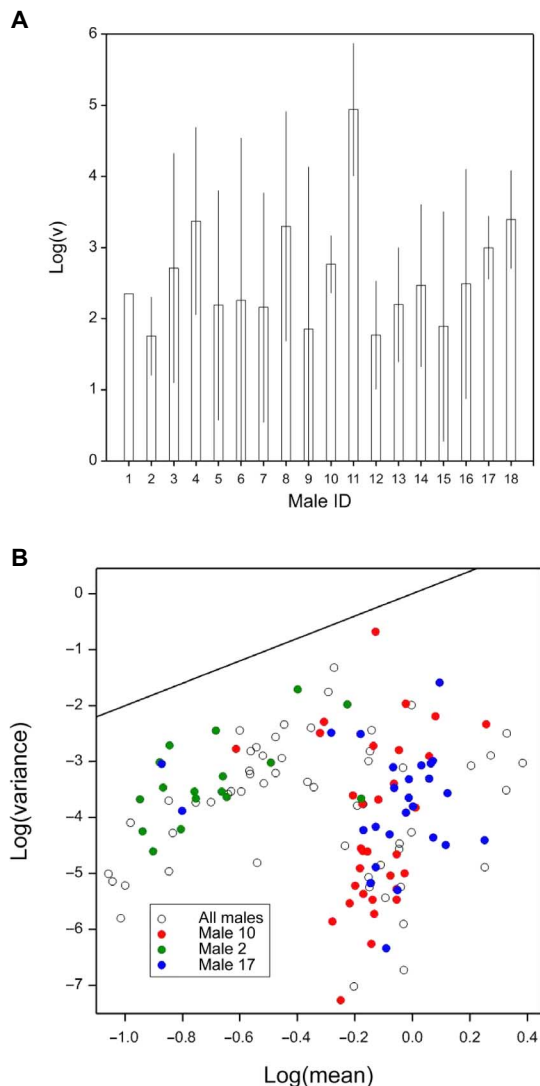 A
6
5
4
3
2
1
0
Log(v)
1 2 3 4 5 6 7 8 9 10 11 12 13 14 15 16 17 18
Male ID
B
0
−1
−2
−3
−4
−5
−6
−7
Log(variance)
All males
Male 10
Male 2
Male 17
−1.0 −0.8 −0.6 −0.4 −0.2 0.0 0.2 0.4
Log(mean)